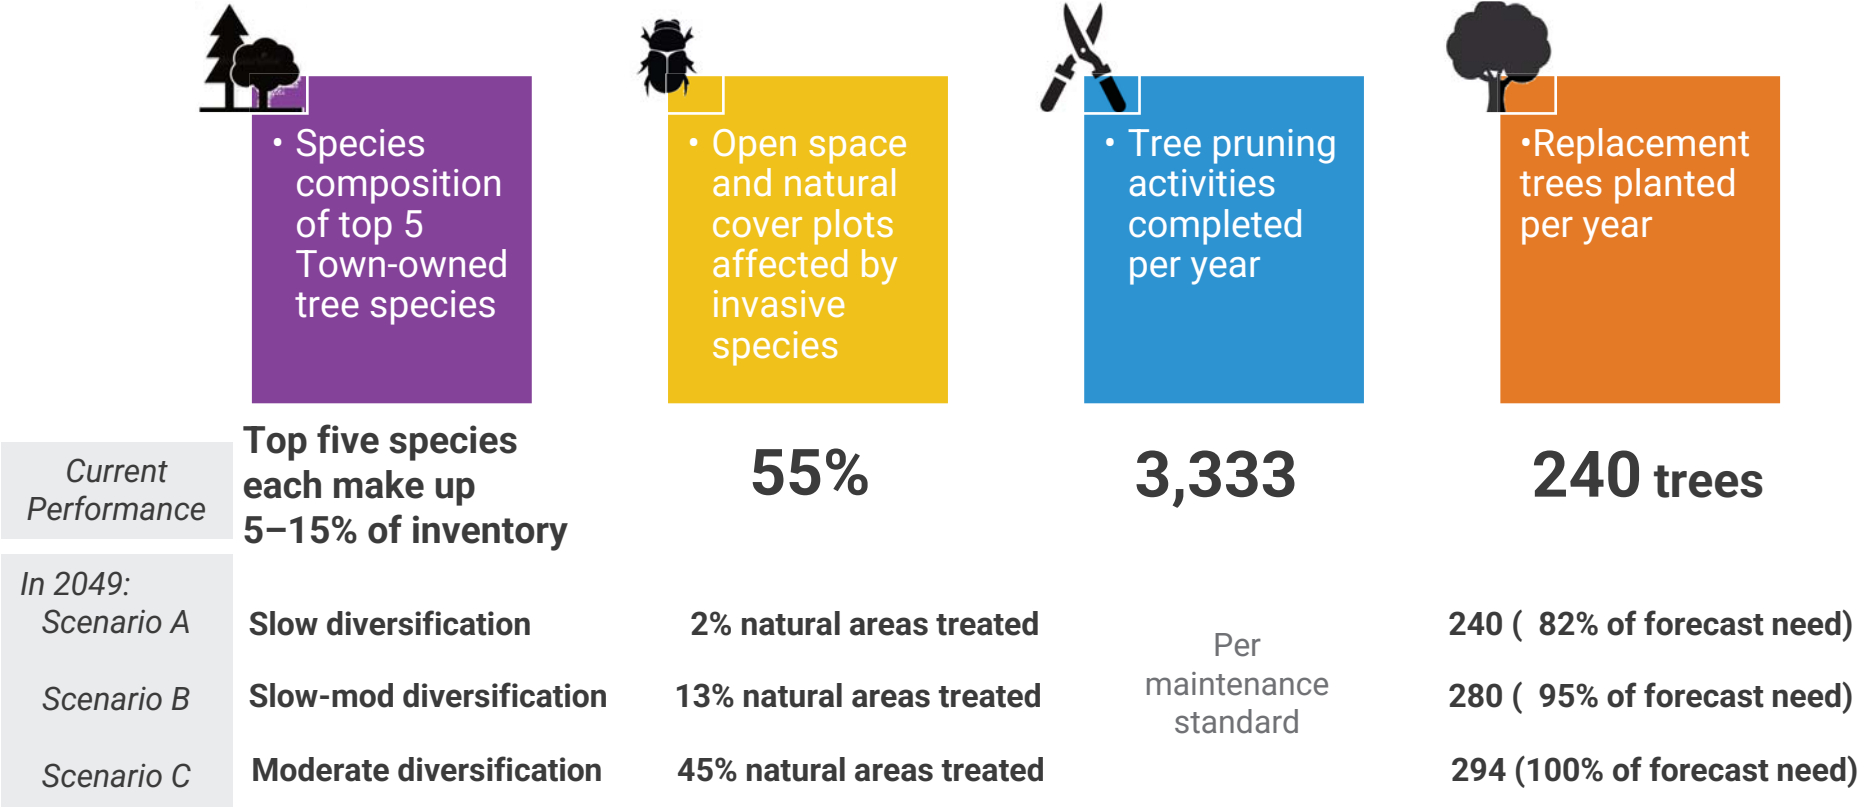 • Species
composition
of top 5
Town-owned
tree species
• Open space
and natural
cover plots
affected by
invasive
species
• Tree pruning
activities
completed
per year
•Replacement
trees planted
per year
Current
Performance
Top five species
each make up
5–15% of inventory
55%
3,333
240 trees
In 2049:
Scenario A
Slow diversification
2% natural areas treated
240 ( 82% of forecast need)
Scenario B
Slow-mod diversification
13% natural areas treated
280 ( 95% of forecast need)
Scenario C
Moderate diversification
45% natural areas treated
294 (100% of forecast need)
Per
maintenance
standard